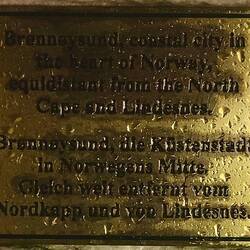 Brønnøysund, coastal city in
the heart of Norway,
equidistant from the North
Cape and Lindesnes.
Brønnøysund, die Küstenstadt
in Norwegens Mitte.
Gleich weit entfernt vom
Nordkapp und von Lindesnes